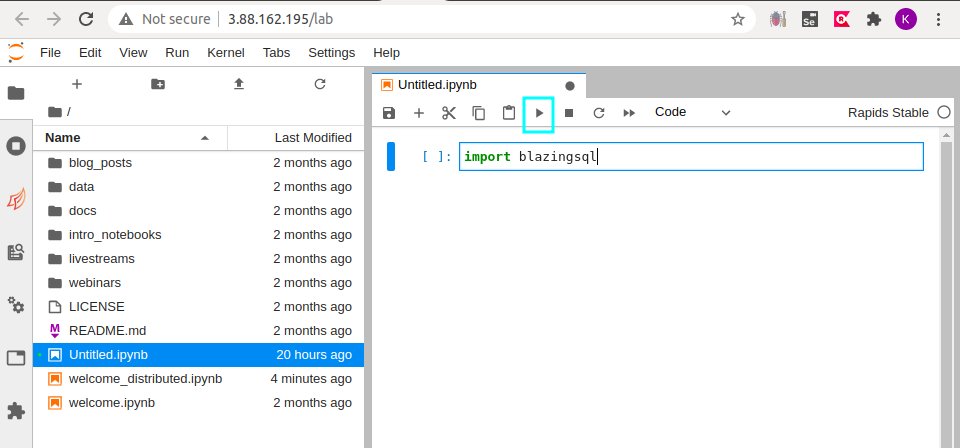 Not secure | 3.88.162.195/lab
Se
K
File Edit View Run Kernel Tabs Settings Help
Untitled.ipynb
Code
Rapids Stable
/
Name Last Modified
blog_posts 2 months ago
data 2 months ago
docs 2 months ago
intro_notebooks 2 months ago
livestreams 2 months ago
webinars 2 months ago
LICENSE 2 months ago
M README.md 2 months ago
Untitled.ipynb 20 hours ago
welcome_distributed.ipynb 4 minutes ago
welcome.ipynb 2 months ago
[ ]: import blazingsql